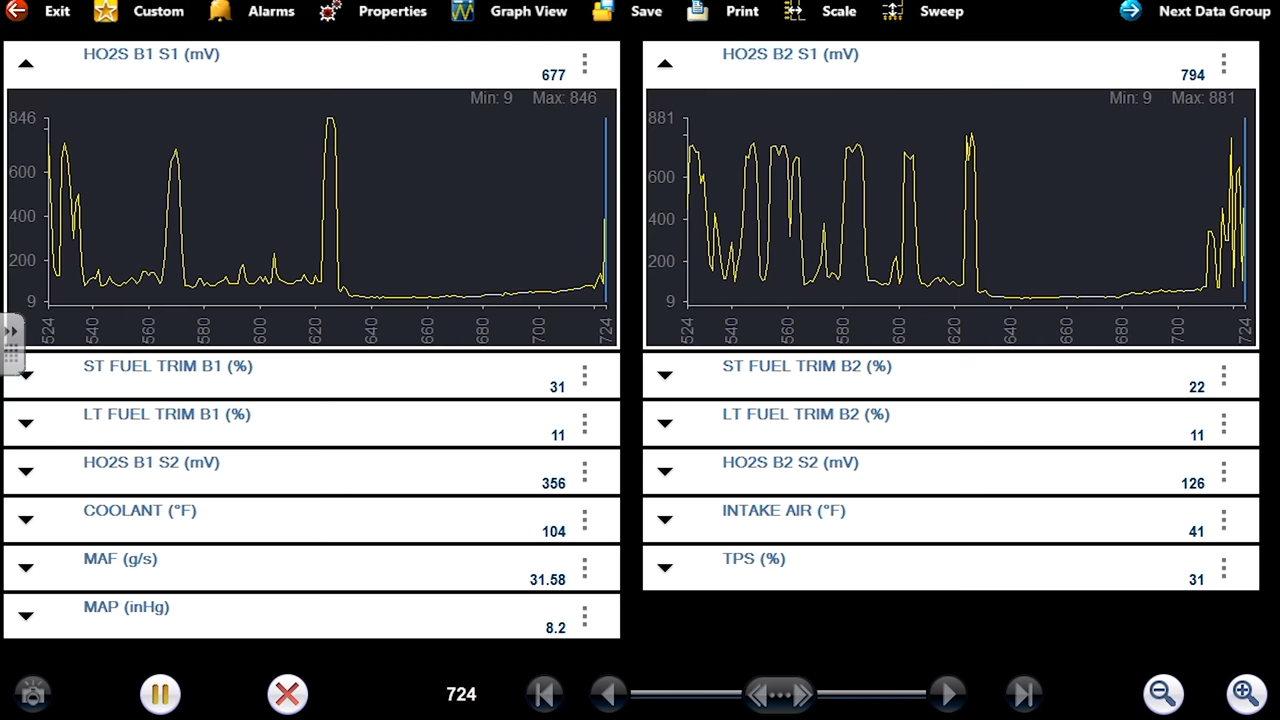 Exit Custom Alarms Properties Graph View Save Print Scale Sweep Next Data Group
HO2S B1 S1 (mV)
677
Min: 9 Max: 846
846
600
400
200
9
524 540 560 580 600 620 640 660 680 700 724
HO2S B2 S1 (mV)
794
Min: 9 Max: 881
881
600
400
200
9
524 540 560 580 600 620 640 660 680 700 724
ST FUEL TRIM B1 (%)
31
ST FUEL TRIM B2 (%)
22
LT FUEL TRIM B1 (%)
11
LT FUEL TRIM B2 (%)
11
HO2S B1 S2 (mV)
356
HO2S B2 S2 (mV)
126
COOLANT (°F)
104
INTAKE AIR (°F)
41
MAF (g/s)
31.58
TPS (%)
31
MAP (inHg)
8.2
724